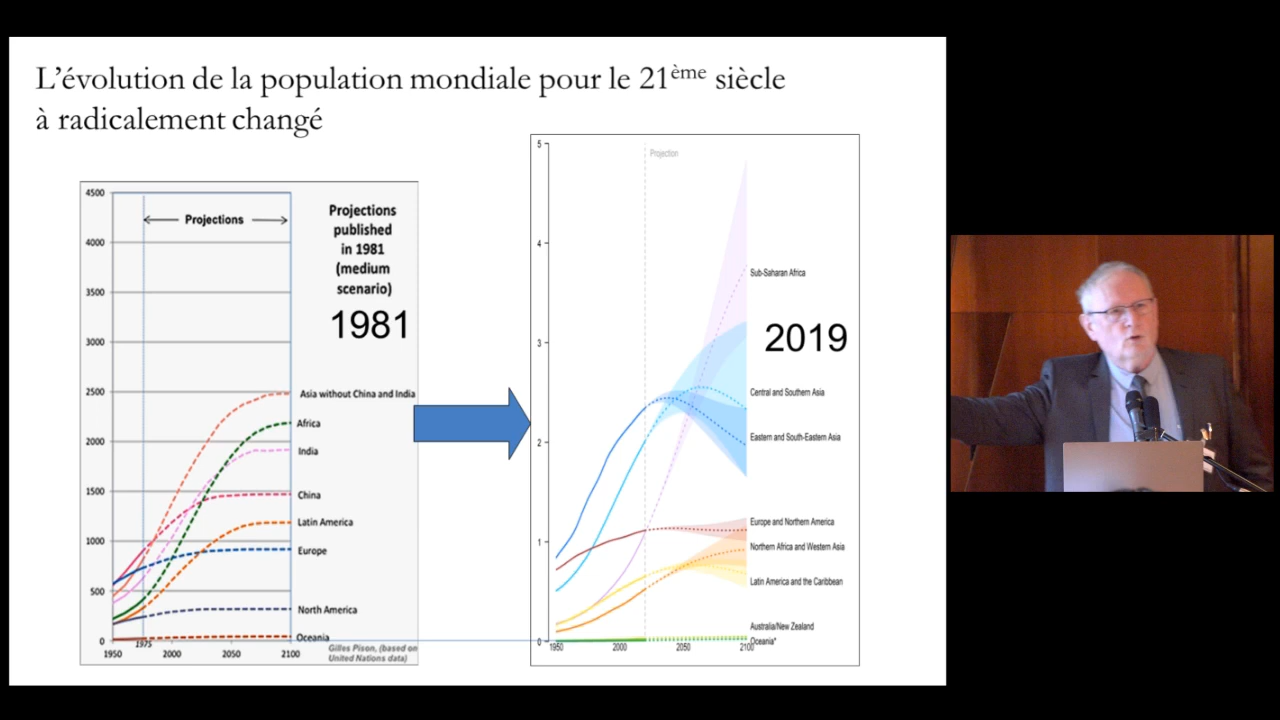 L’évolution de la population mondiale pour le 21ème siècle
à radicalement changé
4500
4000
3500
3000
2500
2000
1500
1000
500
0
1950
1975
2000
2050
2100
Projections
Projections
published
in 1981
(medium
scenario)
1981
Asia without China and India
Africa
India
China
Latin America
Europe
North America
Oceania
Gilles Pison, (based on
United Nations data)
5
4
3
2
1
0
1950
2000
2050
2100
Projection
Sub-Saharan Africa
2019
Central and Southern Asia
Eastern and South-Eastern Asia
Europe and Northern America
Northern Africa and Western Asia
Latin America and the Caribbean
Australia/New Zealand
Oceania*